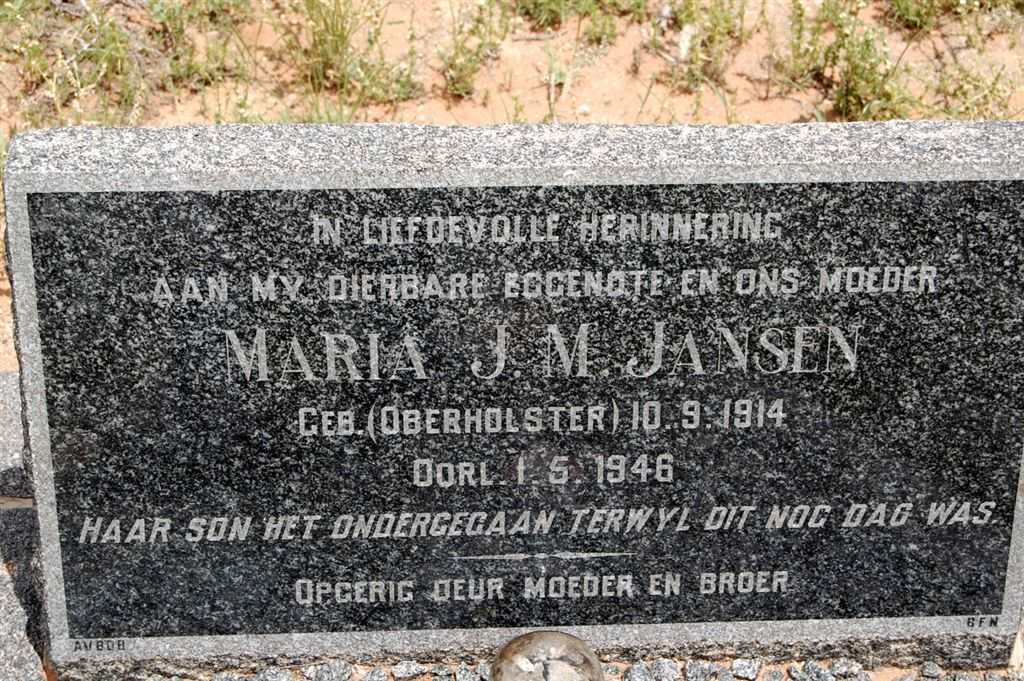 IN LIEFDEVOLLE HERINNERING
AAN MY DIERBARE EGGENOTE EN ONS MOEDER
MARIA J. M. JANSEN
GEB. (OBERHOLSTER) 10.9.1914
OORL. 1.5.1946
HAAR SON HET ONDERGEGAAN TERWYL DIT NOG DAG WAS.
OPGERIG DEUR MOEDER EN BROER
AVBOB